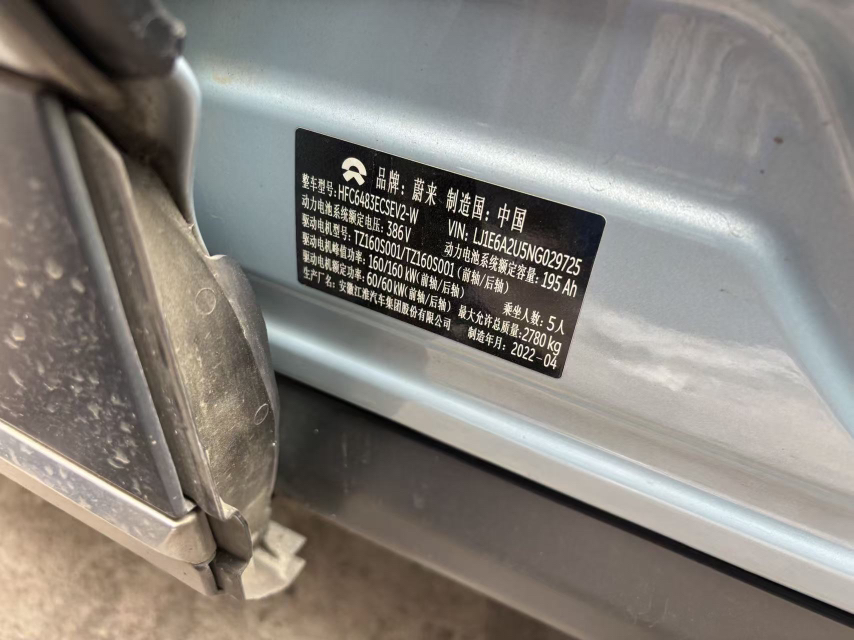 品牌：蔚来 制造国：中国
整车型号：HFC6483ECSEV2-W VIN：LJ1E6A2U5NG029725
动力电池系统额定电压：386V 动力电池系统额定容量：195 Ah
驱动电机型号：TZ160S001/TZ160S001（前轴/后轴）
驱动电机峰值功率：160/160 kW（前轴/后轴） 乘坐人数：5人
驱动电机额定功率：60/60 kW（前轴/后轴） 最大允许总质量：2780 kg
生产厂名：安徽江淮汽车集团股份有限公司 制造年月：2022-04